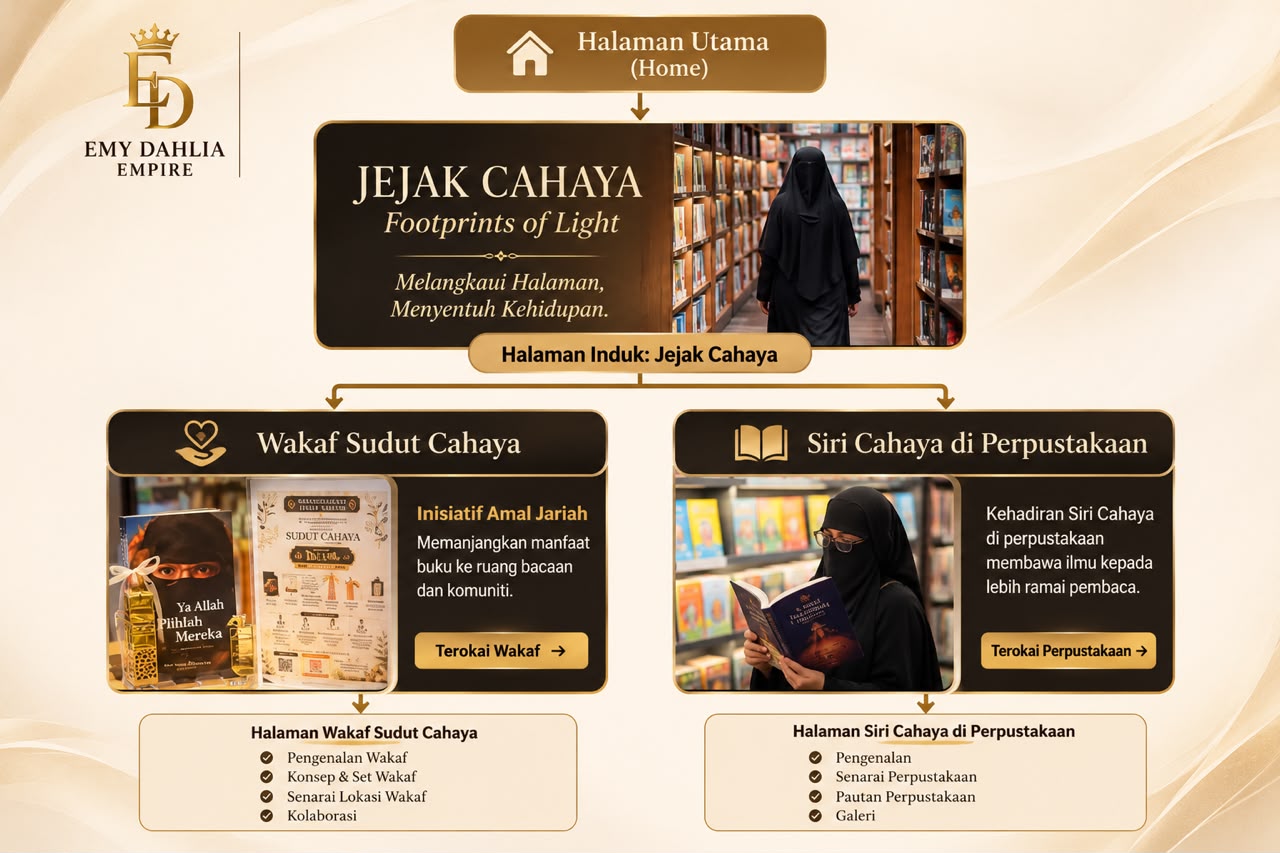 ED
EMY DAHLIA
EMPIRE
Halaman Utama
(Home)
JEJAK CAHAYA
Footprints of Light
Melangkaui Halaman,
Menyentuh Kehidupan.
Halaman Induk: Jejak Cahaya
Wakaf Sudut Cahaya
SUDUT CAHAYA
Ya Allah
Plihlah
Mereka
Inisiatif Amal Jariah
Memanjangkan manfaat
buku ke ruang bacaan
dan komuniti.
Terokai Wakaf →
Halaman Wakaf Sudut Cahaya
Pengenalan Wakaf
Konsep & Set Wakaf
Senarai Lokasi Wakaf
Kolaborasi
Siri Cahaya di Perpustakaan
Kehadiran Siri Cahaya
di perpustakaan
membawa ilmu kepada
lebih ramai pembaca.
Terokai Perpustakaan →
Halaman Siri Cahaya di Perpustakaan
Pengenalan
Senarai Perpustakaan
Pautan Perpustakaan
Galeri